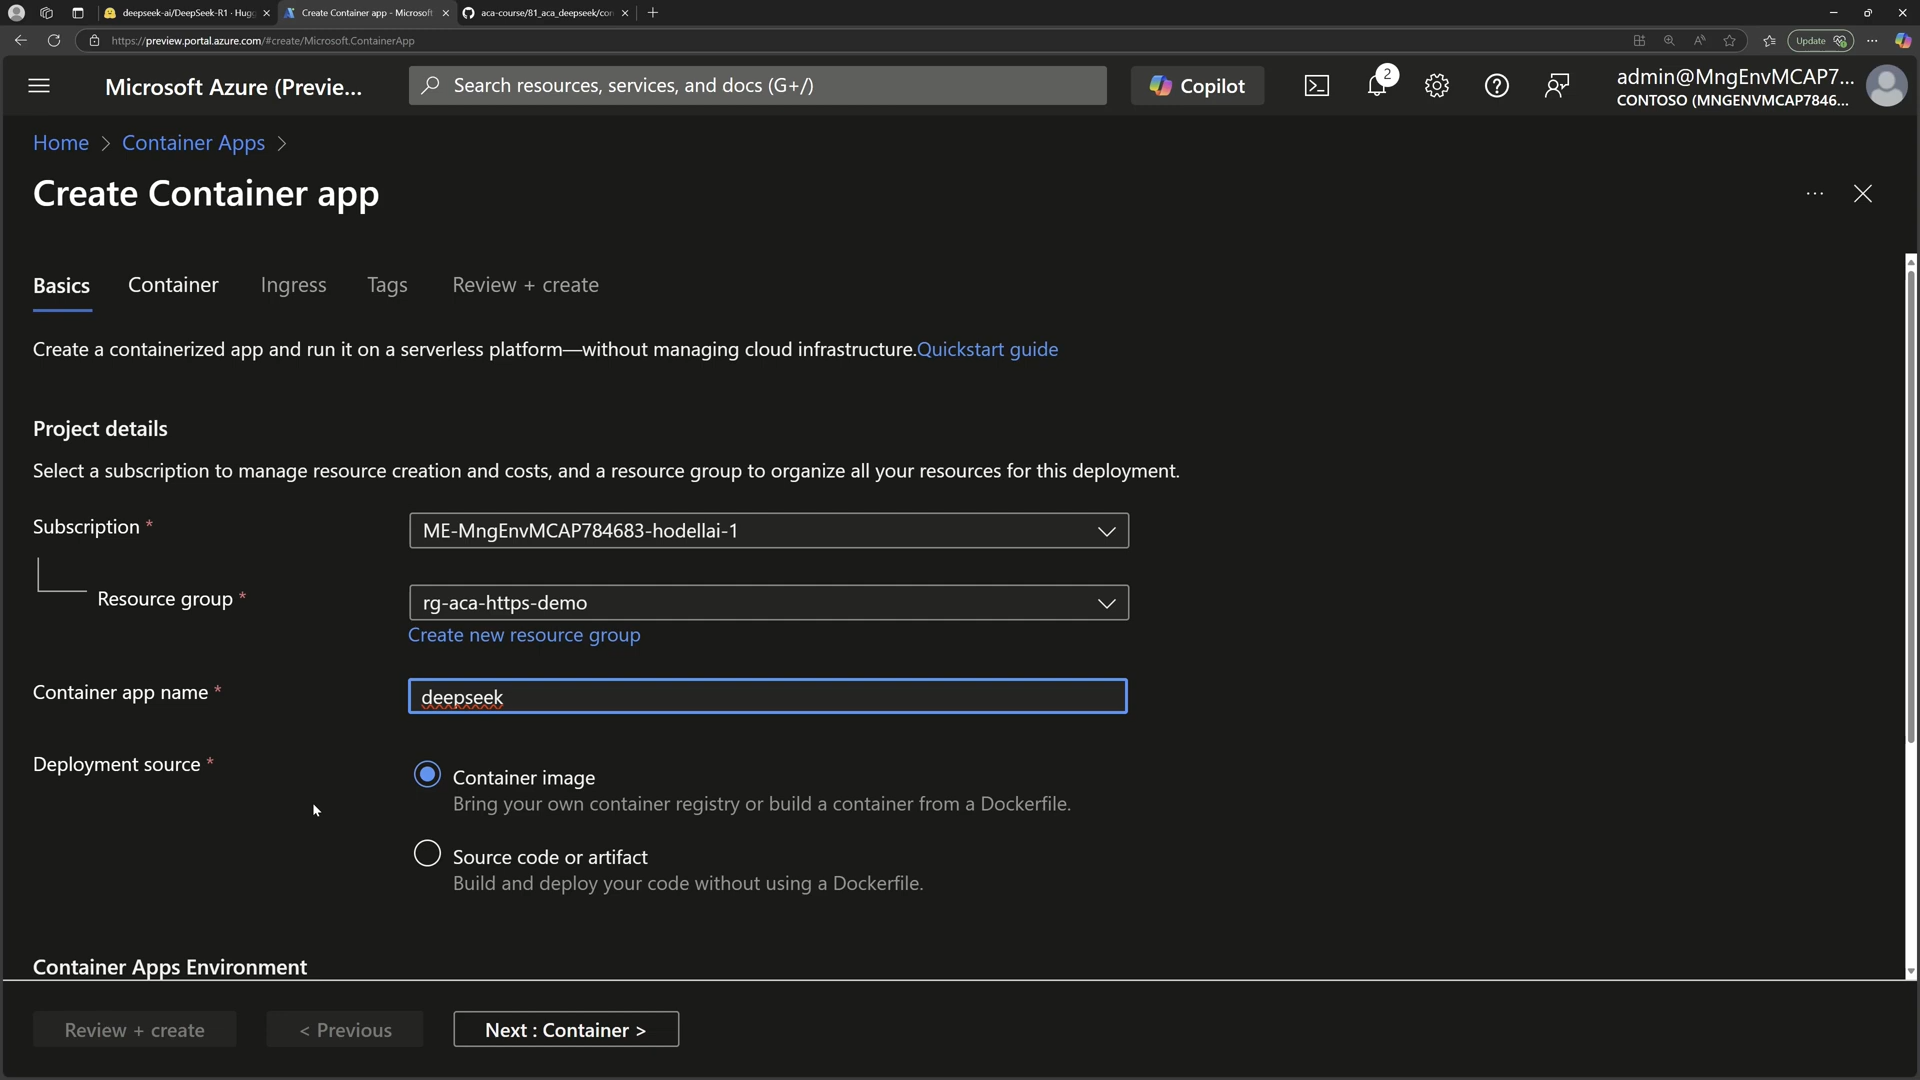 deepseek-ai/DeepSeek-R1 · Hugg
Create Container app - Microsoft
aca-course/81_aca_deepseek/con
https://preview.portal.azure.com/#create/Microsoft.ContainerApp
Update
Microsoft Azure (Previe...
Search resources, services, and docs (G+/)
Copilot
2
admin@MngEnvMCAP7...
CONTOSO (MNGENVMCAP7846...
Home > Container Apps >
Create Container app
Basics
Container
Ingress
Tags
Review + create
Create a containerized app and run it on a serverless platform—without managing cloud infrastructure.Quickstart guide
Project details
Select a subscription to manage resource creation and costs, and a resource group to organize all your resources for this deployment.
Subscription *
ME-MngEnvMCAP784683-hodellai-1
Resource group *
rg-aca-https-demo
Create new resource group
Container app name *
deepseek
Deployment source *
Container image
Bring your own container registry or build a container from a Dockerfile.
Source code or artifact
Build and deploy your code without using a Dockerfile.
Container Apps Environment
Review + create
< Previous
Next : Container >